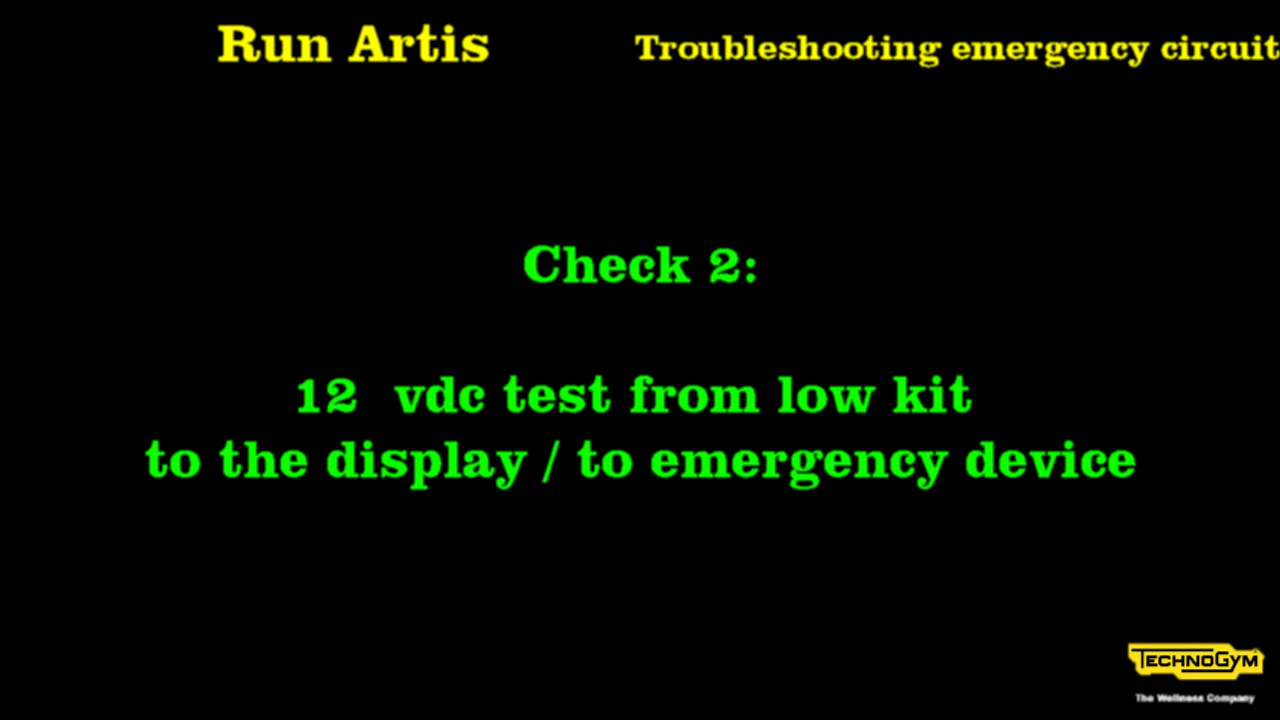 Run Artis
Troubleshooting emergency circuit
Check 2:
12 vdc test from low kit
to the display / to emergency device
TECHNOGYM
The Wellness Company